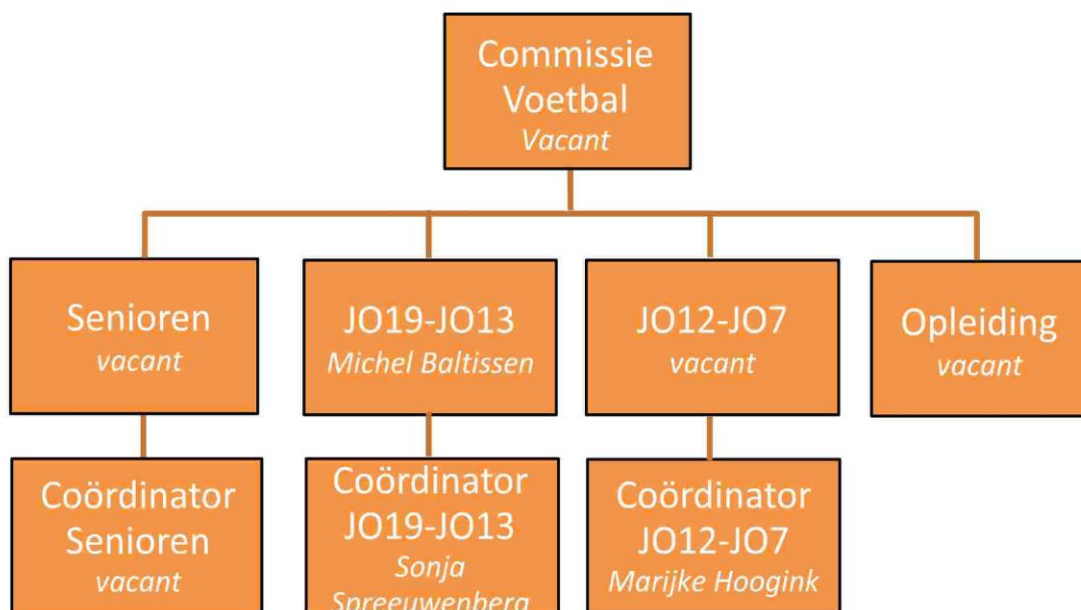 Commissie
Voetbal
Vacant
Senioren
vacant
JO19-JO13
Michel Baltissen
JO12-JO7
vacant
Opleiding
vacant
Coördinator
Senioren
vacant
Coördinator
JO19-JO13
Sonja
Spreeuwenberg
Coördinator
JO12-JO7
Marijke Hoogink